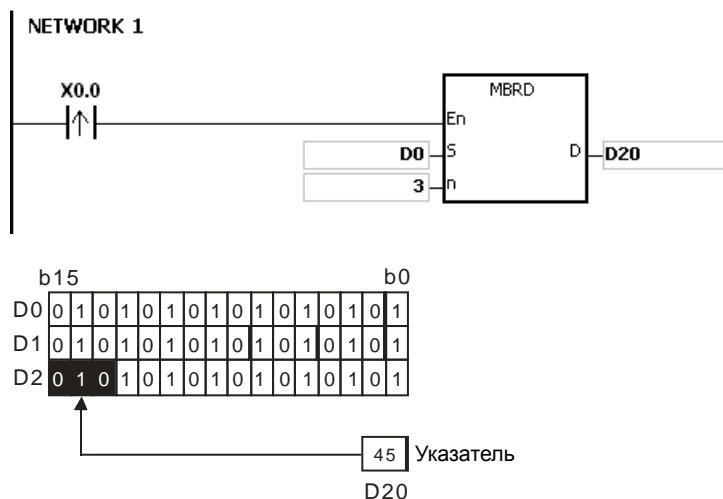 NETWORK 1
X0.0
MBRD
En
D0 S D D20
3 n
b15 b0
D0 0 1 0 1 0 1 0 1 0 1 0 1 0 1 0 1
D1 0 1 0 1 0 1 0 1 0 1 0 1 0 1 0 1
D2 0 1 0 1 0 1 0 1 0 1 0 1 0 1 0 1
45 Указатель
D20